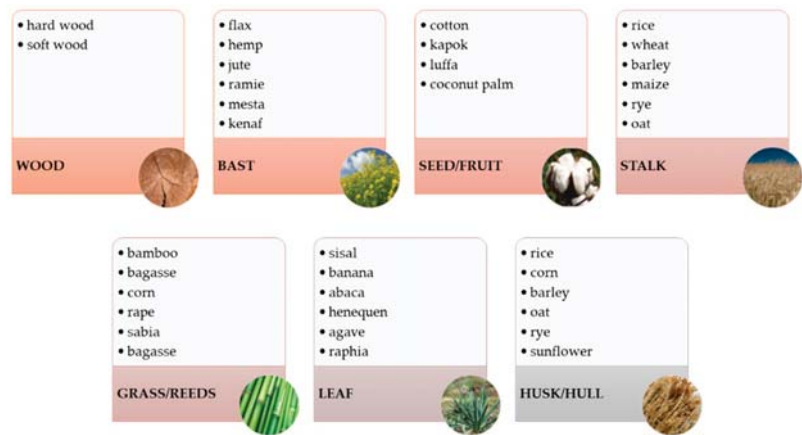 • hard wood
• soft wood
WOOD
• flax
• hemp
• jute
• ramie
• mesta
• kenaf
BAST
• cotton
• kapok
• luffa
• coconut palm
SEED/FRUIT
• rice
• wheat
• barley
• maize
• rye
• oat
STALK
• bamboo
• bagasse
• corn
• rape
• sabia
• bagasse
GRASS/REEDS
• sisal
• banana
• abaca
• henequen
• agave
• raphia
LEAF
• rice
• corn
• barley
• oat
• rye
• sunflower
HUSK/HULL